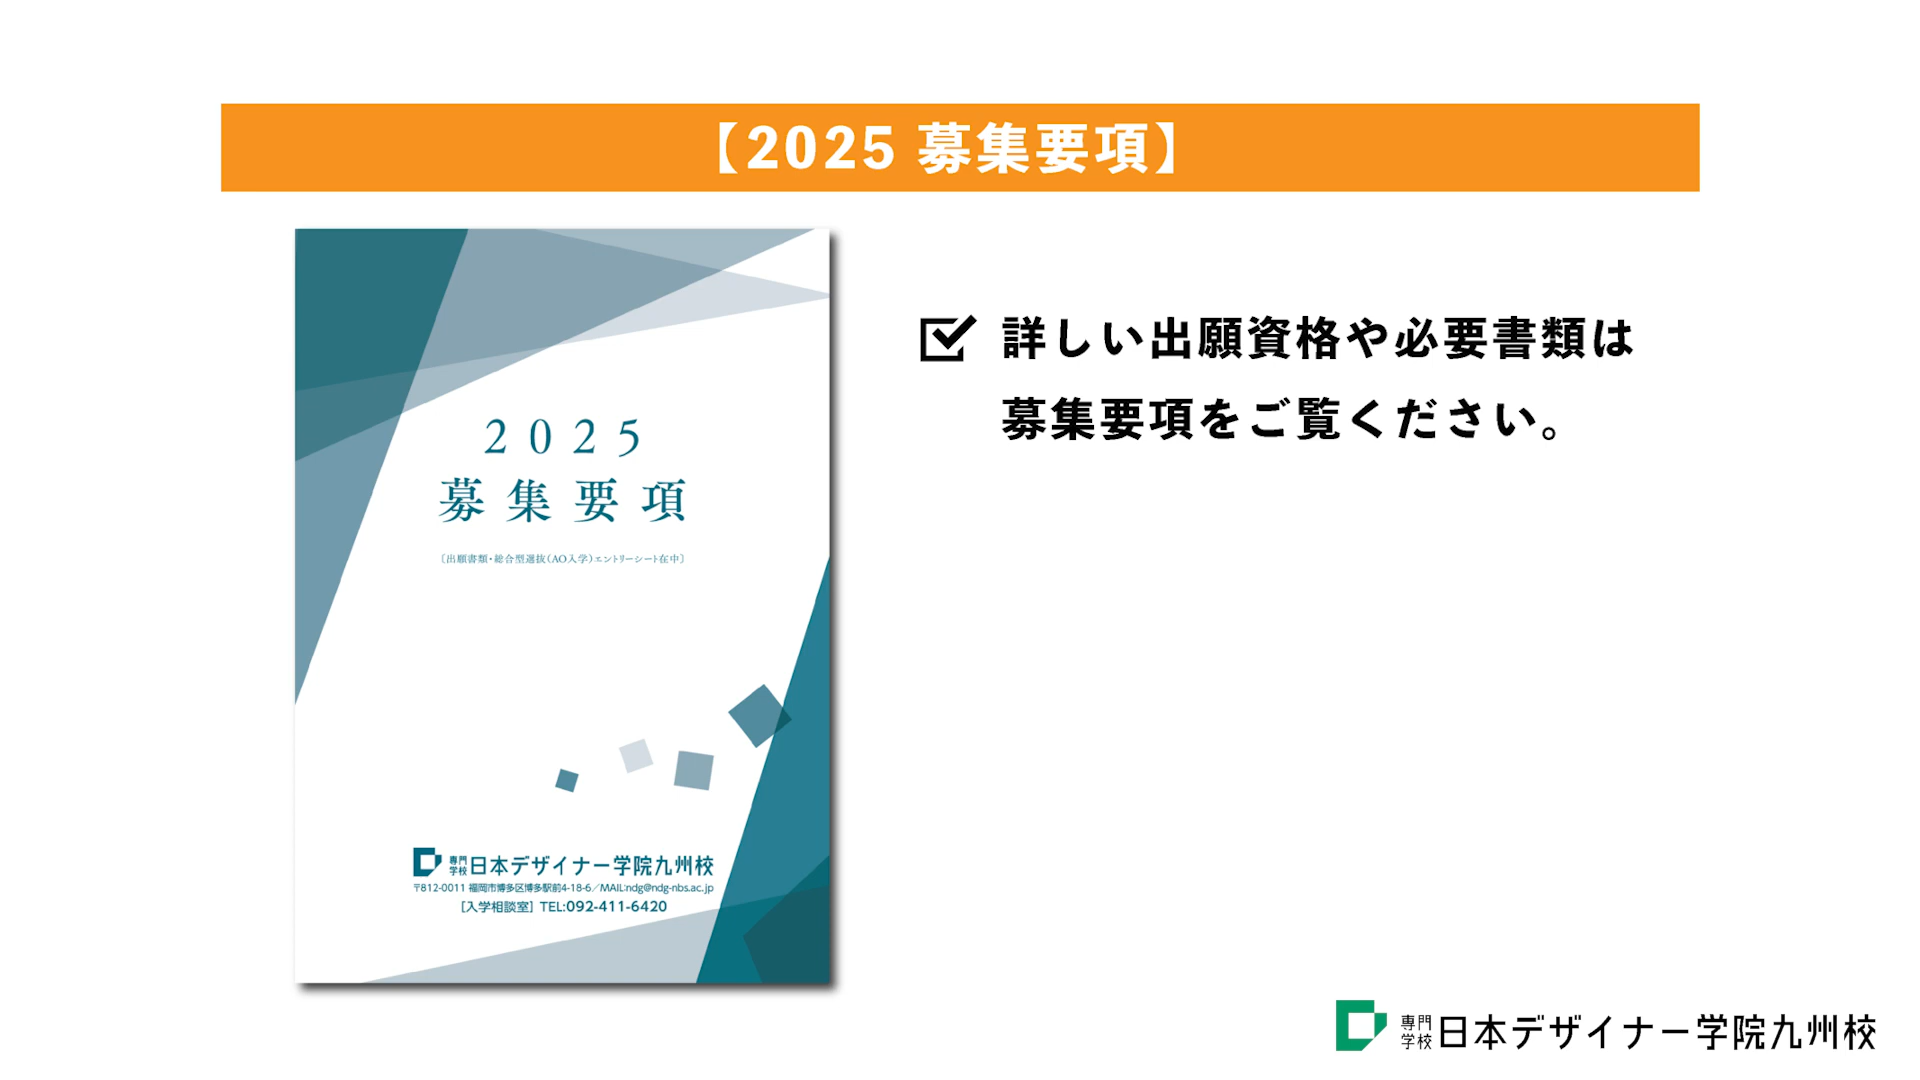 【2025 募集要項】
詳しい出願資格や必要書類は
募集要項をご覧ください。
2025
募集要項
〔出願書類・総合型選抜(AO入学)エントリーシート在中〕
専門学校 日本デザイナー学院九州校
〒812-0011 福岡市博多区博多駅前4-18-6／MAIL:ndg@ndg-nbs.ac.jp
［入学相談室］ TEL:092-411-6420
専門学校 日本デザイナー学院九州校